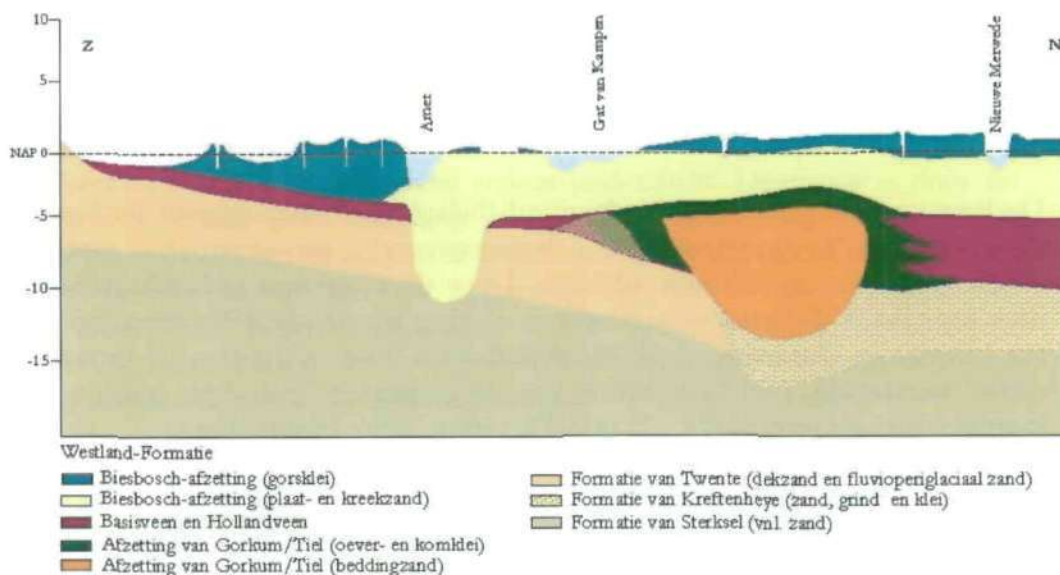 10
Z
N
5
Amer
Gat van Kampen
Nieuwe Merwede
NAP 0
-5
-10
-15
Westland-Formatie
Biesbosch-afzetting (gorsklei)
Biesbosch-afzetting (plaat- en kreekzand)
Basisveen en Hollandveen
Afzetting van Gorkum/Tiel (oever- en komklei)
Afzetting van Gorkum/Tiel (beddingzand)
Formatie van Twente (dekzand en fluvioperiglaciaal zand)
Formatie van Kreftenheye (zand, grind en klei)
Formatie van Sterksel (vnl. zand)